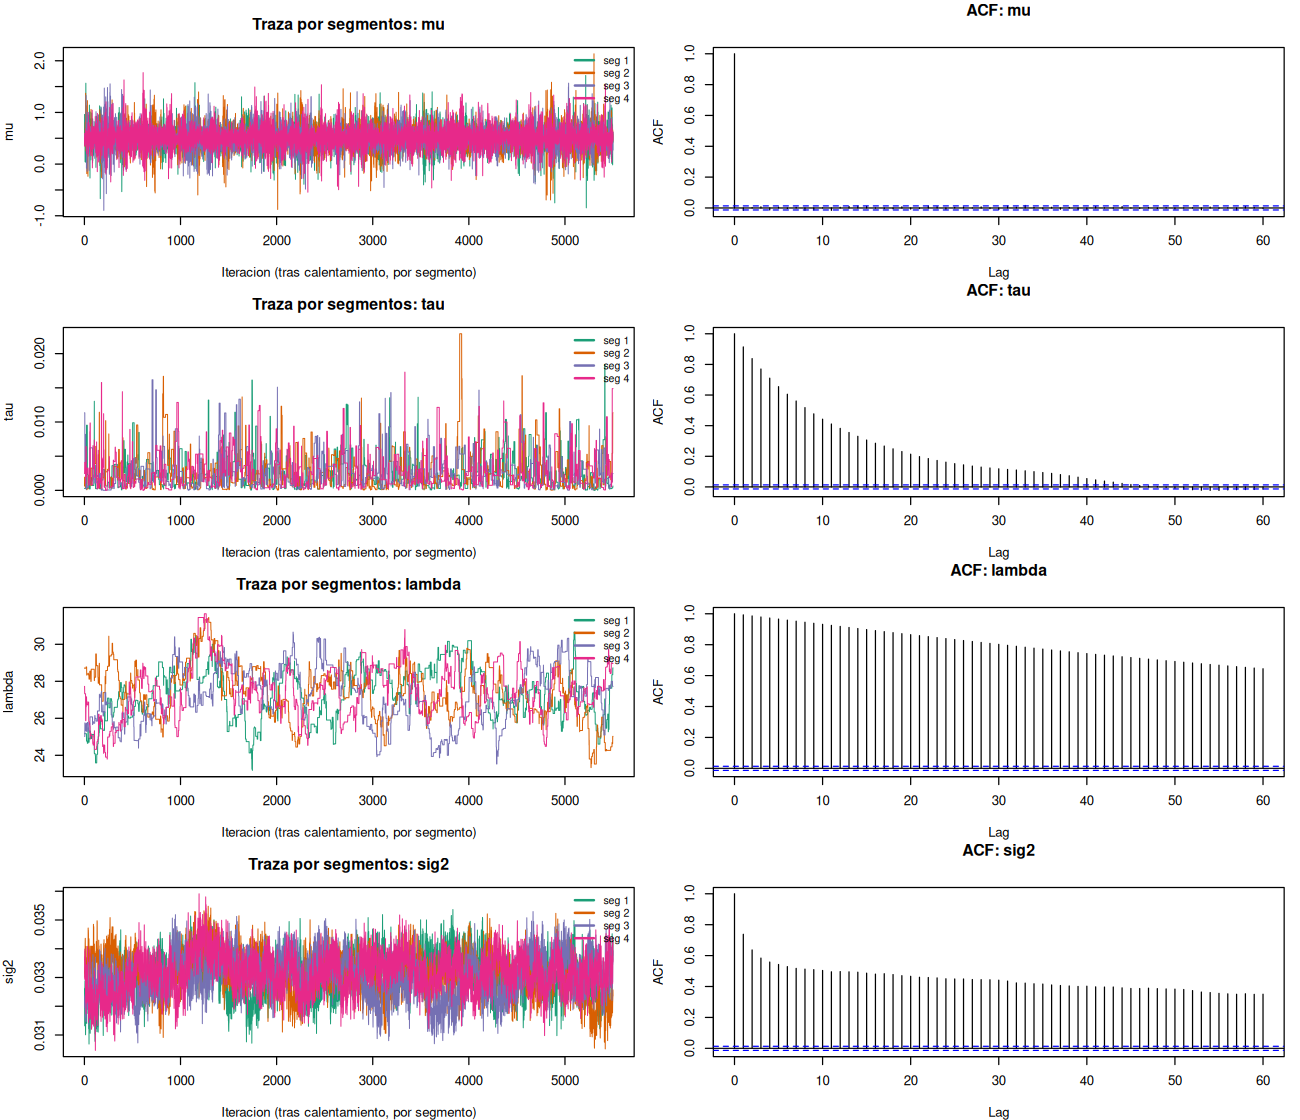 Traza por segmentos: mu
mu
-1.0 0.0 1.0 2.0
seg 1
seg 2
seg 3
seg 4
0 1000 2000 3000 4000 5000
Iteracion (tras calentamiento, por segmento)
ACF: mu
ACF
0.0 0.2 0.4 0.6 0.8 1.0
0 10 20 30 40 50 60
Lag
Traza por segmentos: tau
tau
0.000 0.010 0.020
seg 1
seg 2
seg 3
seg 4
0 1000 2000 3000 4000 5000
Iteracion (tras calentamiento, por segmento)
ACF: tau
ACF
0.0 0.2 0.4 0.6 0.8 1.0
0 10 20 30 40 50 60
Lag
Traza por segmentos: lambda
lambda
24 26 28 30
seg 1
seg 2
seg 3
seg 4
0 1000 2000 3000 4000 5000
Iteracion (tras calentamiento, por segmento)
ACF: lambda
ACF
0.0 0.2 0.4 0.6 0.8 1.0
0 10 20 30 40 50 60
Lag
Traza por segmentos: sig2
sig2
0.031 0.033 0.035
seg 1
seg 2
seg 3
seg 4
0 1000 2000 3000 4000 5000
Iteracion (tras calentamiento, por segmento)
ACF: sig2
ACF
0.0 0.2 0.4 0.6 0.8 1.0
0 10 20 30 40 50 60
Lag